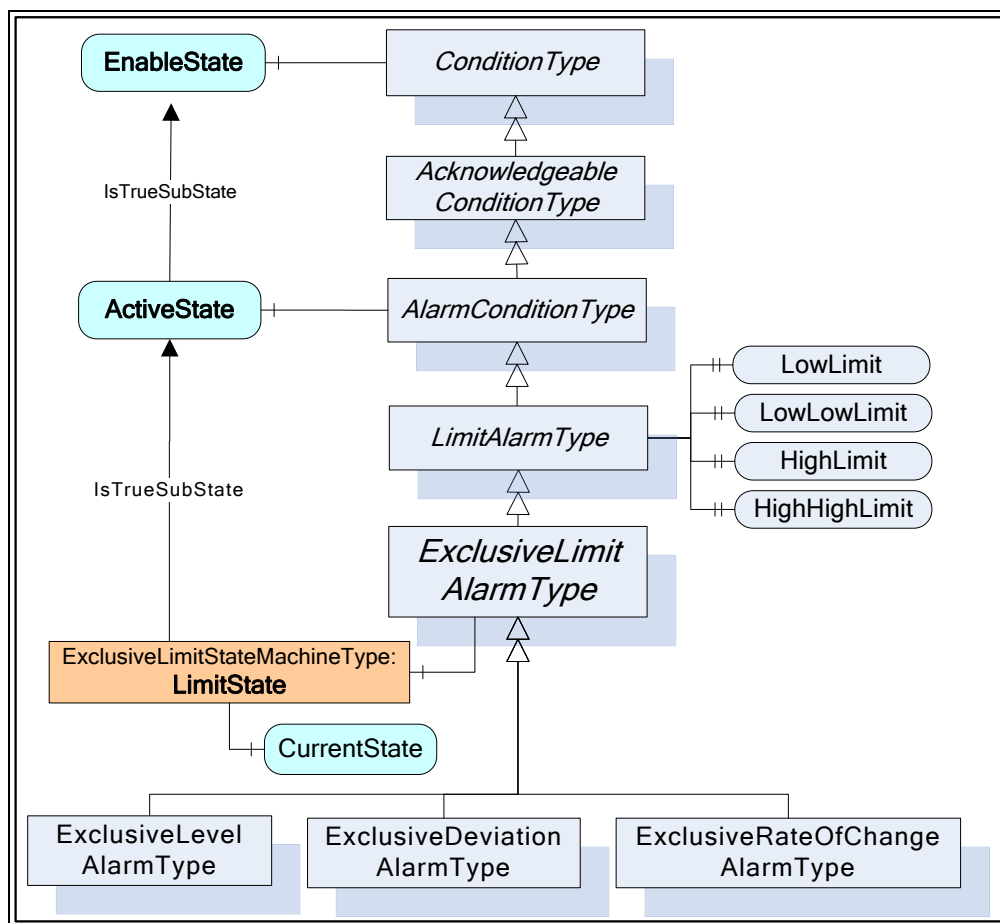 EnableState
ConditionType
IsTrueSubState
Acknowledgeable
ConditionType
ActiveState
AlarmConditionType
LowLimit
LowLowLimit
HighLimit
HighHighLimit
LimitAlarmType
IsTrueSubState
ExclusiveLimit
AlarmType
ExclusiveLimitStateMachineType:
LimitState
CurrentState
ExclusiveLevel
AlarmType
ExclusiveDeviation
AlarmType
ExclusiveRateOfChange
AlarmType